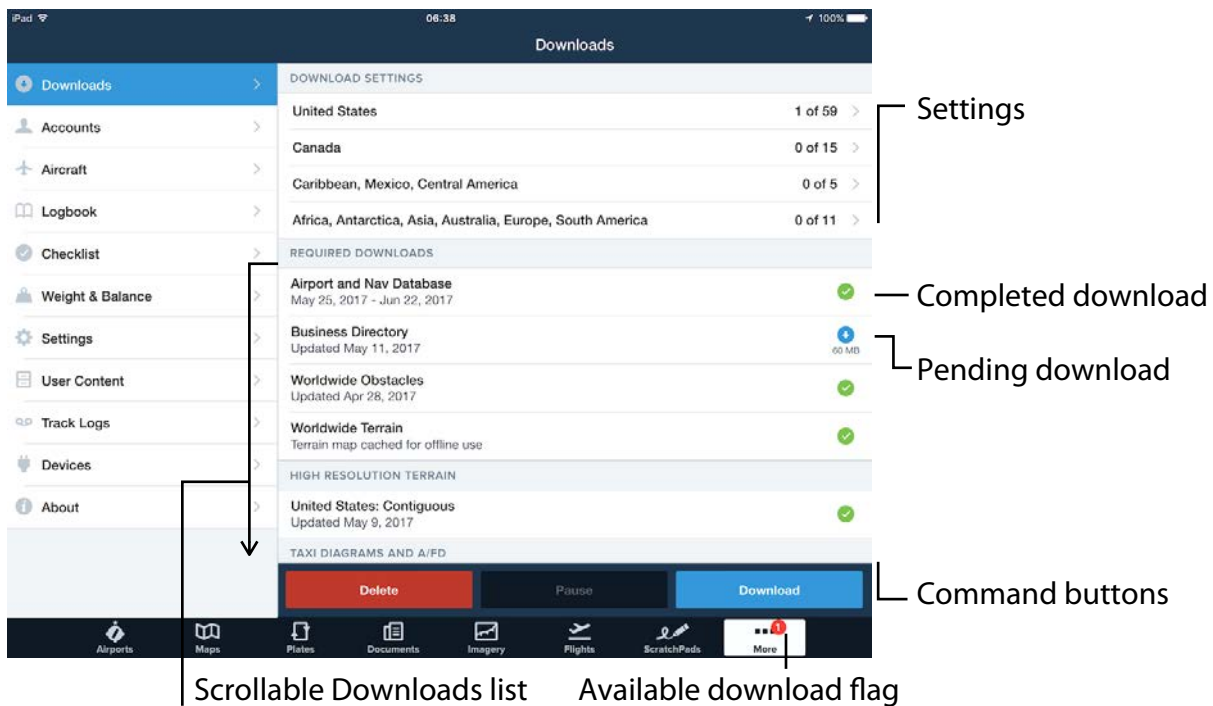 iPad 06:38 100%
Downloads
Downloads
Accounts
Aircraft
Logbook
Checklist
Weight & Balance
Settings
User Content
Track Logs
Devices
About
DOWNLOAD SETTINGS
United States 1 of 59
Canada 0 of 15
Caribbean, Mexico, Central America 0 of 5
Africa, Antarctica, Asia, Australia, Europe, South America 0 of 11
REQUIRED DOWNLOADS
Airport and Nav Database
May 25, 2017 - Jun 22, 2017
Business Directory
Updated May 11, 2017
60 MB
Worldwide Obstacles
Updated Apr 28, 2017
Worldwide Terrain
Terrain map cached for offline use
HIGH RESOLUTION TERRAIN
United States: Contiguous
Updated May 9, 2017
TAXI DIAGRAMS AND A/FD
Delete Pause Download
1
Airports Maps Plates Documents Imagery Flights ScratchPads More
Settings
Completed download
Pending download
Command buttons
Scrollable Downloads list Available download flag